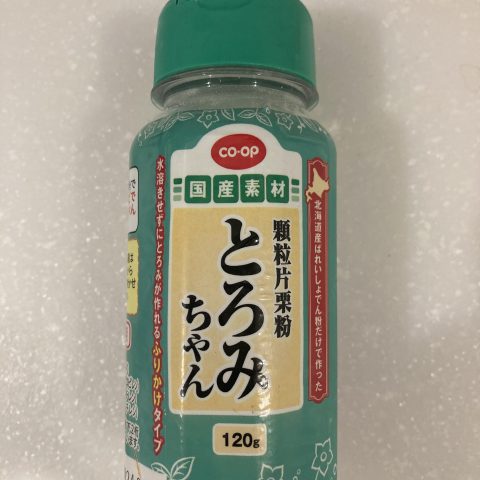 co-op
国産素材
顆粒片栗粉
とろみ
ちゃん
北海道産ばれいしょでん粉だけで作った
水溶きせずにとろみが作れるふりかけタイプ
120g